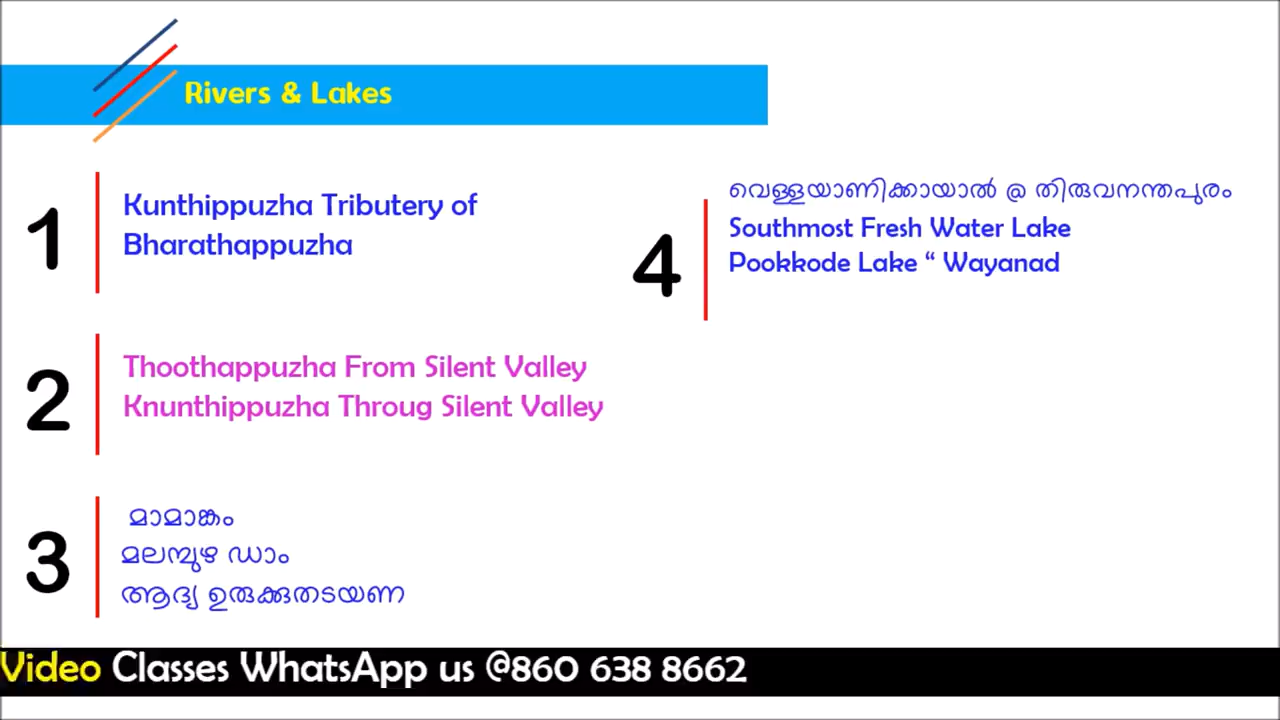 Rivers & Lakes
1
Kunthippuzha Tributery of
Bharathappuzha
2
Thoothappuzha From Silent Valley
Knunthippuzha Throug Silent Valley
3
മാമാങ്കം
മലമ്പുഴ ഡാം
ആദ്യ ഉരുക്കുതടയണ
4
വെള്ളയാണിക്കായാൽ @ തിരുവനന്തപുരം
Southmost Fresh Water Lake
Pookkode Lake “ Wayanad
Video Classes WhatsApp us @860 638 8662